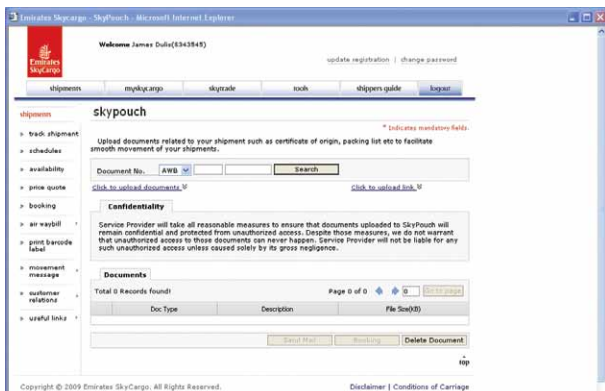 Emirates Skycargo - SkyPouch - Microsoft Internet Explorer
Emirates
SkyCargo
Welcome James Dulis(8343545)
update registration | change password
shipments myskycargo skytrade tools shippers guide logout
shipments
» track shipment
» schedules
» availability
» price quote
» booking
» air waybill
» print barcode
label
» movement
message
» customer
relations
» useful links
skypouch
* Indicates mandatory fields.
Upload documents related to your shipment such as certificate of origin, packing list etc to facilitate
smooth movement of your shipments.
Document No. AWB Search
Click to upload documents Click to upload link
Confidentiality
Service Provider will take all reasonable measures to ensure that documents uploaded to SkyPouch will
remain confidential and protected from unauthorized access. Despite those measures, we do not warrant
that unauthorized access to those documents can never happen. Service Provider will not be liable for any
such unauthorized access unless caused solely by its gross negligence.
Documents
Total 0 Records found! Page 0 of 0 0 Go to page
Doc Type Description File Size(KB)
Send Mail Booking Delete Document
top
Copyright © 2009 Emirates SkyCargo. All Rights Reserved. Disclaimer | Conditions of Carriage